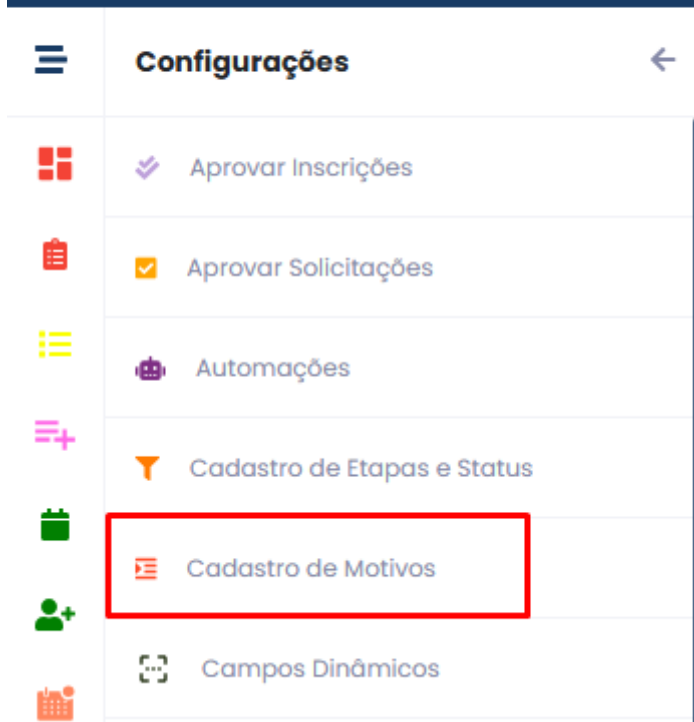 Configurações
Aprovar Inscrições
Aprovar Solicitações
Automações
Cadastro de Etapas e Status
Cadastro de Motivos
Campos Dinâmicos